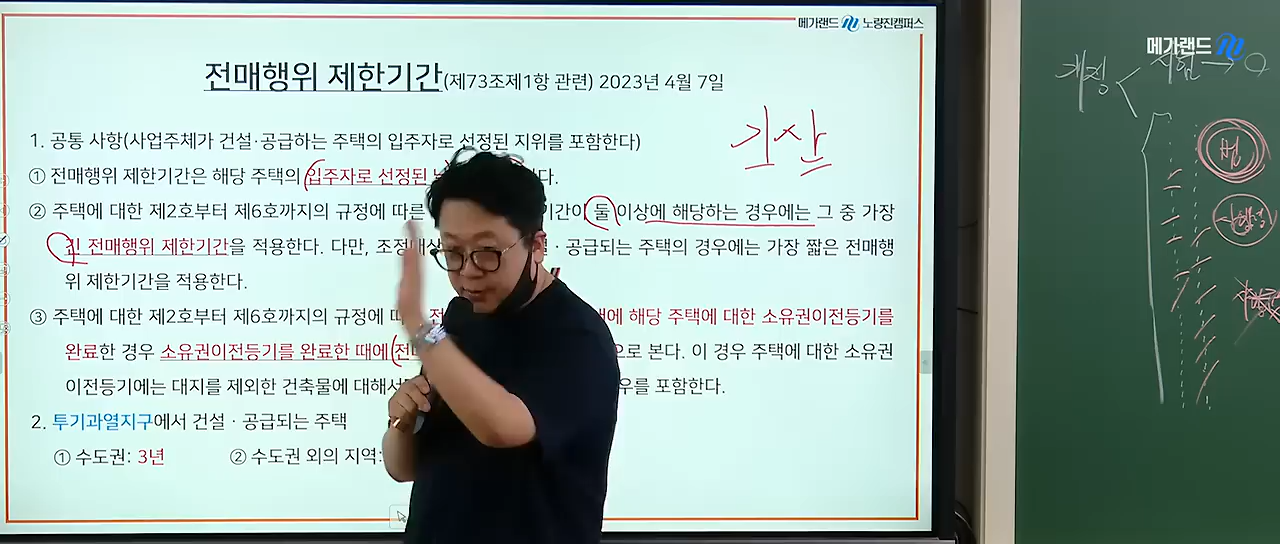 메가랜드 노량진캠퍼스
메가랜드
전매행위 제한기간(제73조제1항 관련) 2023년 4월 7일
기산
개정
시험
법
시행령
1. 공통 사항(사업주체가 건설·공급하는 주택의 입주자로 선정된 지위를 포함한다)
① 전매행위 제한기간은 해당 주택의 입주자로 선정된 다.
② 주택에 대한 제2호부터 제6호까지의 규정에 따른 기간이 둘 이상에 해당하는 경우에는 그 중 가장
긴 전매행위 제한기간을 적용한다. 다만, 조정대상 · 공급되는 주택의 경우에는 가장 짧은 전매행
위 제한기간을 적용한다.
③ 주택에 대한 제2호부터 제6호까지의 규정에 전 에 해당 주택에 대한 소유권이전등기를
완료한 경우 소유권이전등기를 완료한 때에 으로 본다. 이 경우 주택에 대한 소유권
이전등기에는 대지를 제외한 건축물에 대해서 우를 포함한다.
2. 투기과열지구에서 건설 · 공급되는 주택
① 수도권: 3년 ② 수도권 외의 지역: